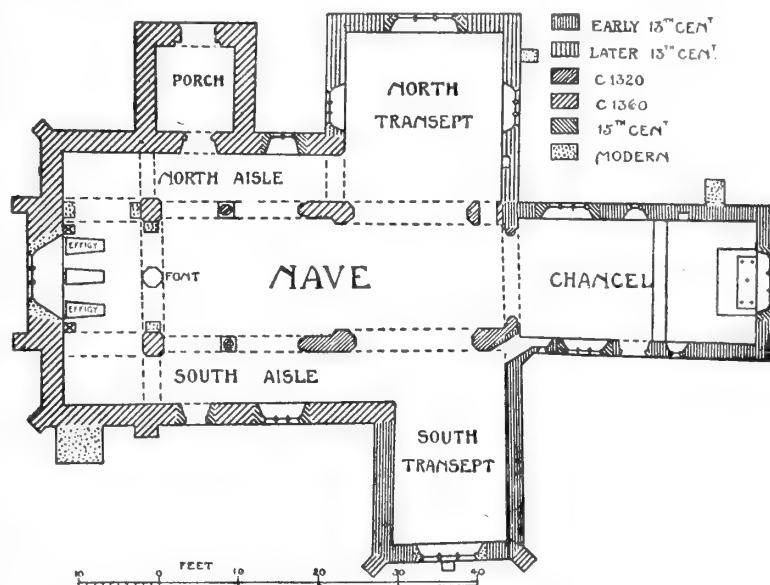 EARLY 13TH CENT
LATER 13TH CENT.
C 1320
C 1360
15TH CENT
MODERN
PORCH
NORTH
TRANSEPT
NORTH AISLE
EFFIGY
FONT
NAVE
CHANCEL
EFFIGY
SOUTH AISLE
SOUTH
TRANSEPT
FEET
10 0 10 20 30 40